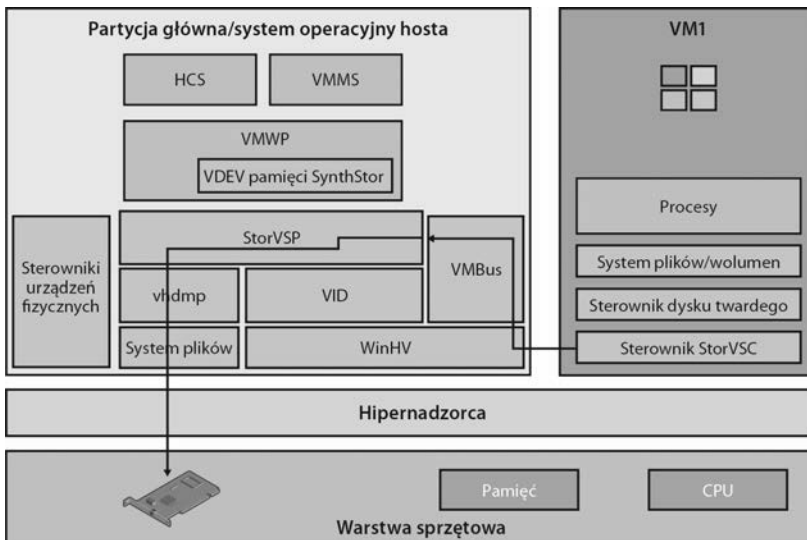 Partycja główna/system operacyjny hosta
HCS
VMMS
VMWP
VDEV pamięci SynthStor
StorVSP
Sterowniki
urządzeń
fizycznych
vhdmp
VID
VMBus
System plików
WinHV
VM1
Procesy
System plików/wolumen
Sterownik dysku twardego
Sterownik StorVSC
Hipernadzorca
Pamięć
CPU
Warstwa sprzętowa